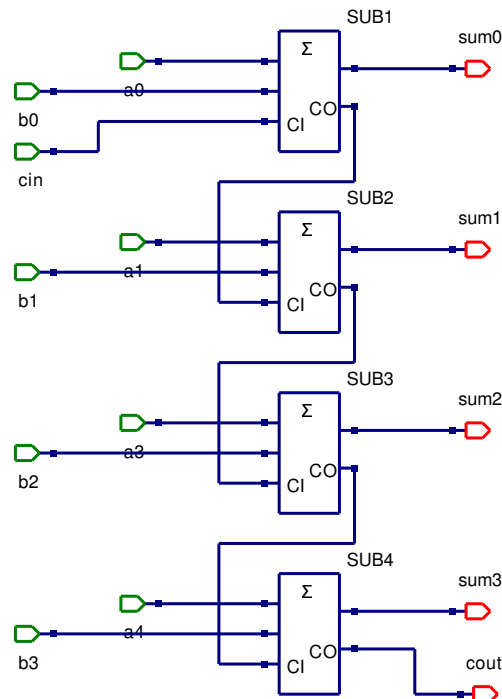 SUB1
sum0
Σ
a0
CO
b0
CI
cin
SUB2
sum1
Σ
a1
CO
b1
CI
SUB3
sum2
Σ
a3
CO
b2
CI
SUB4
sum3
Σ
a4
CO
b3
CI
cout